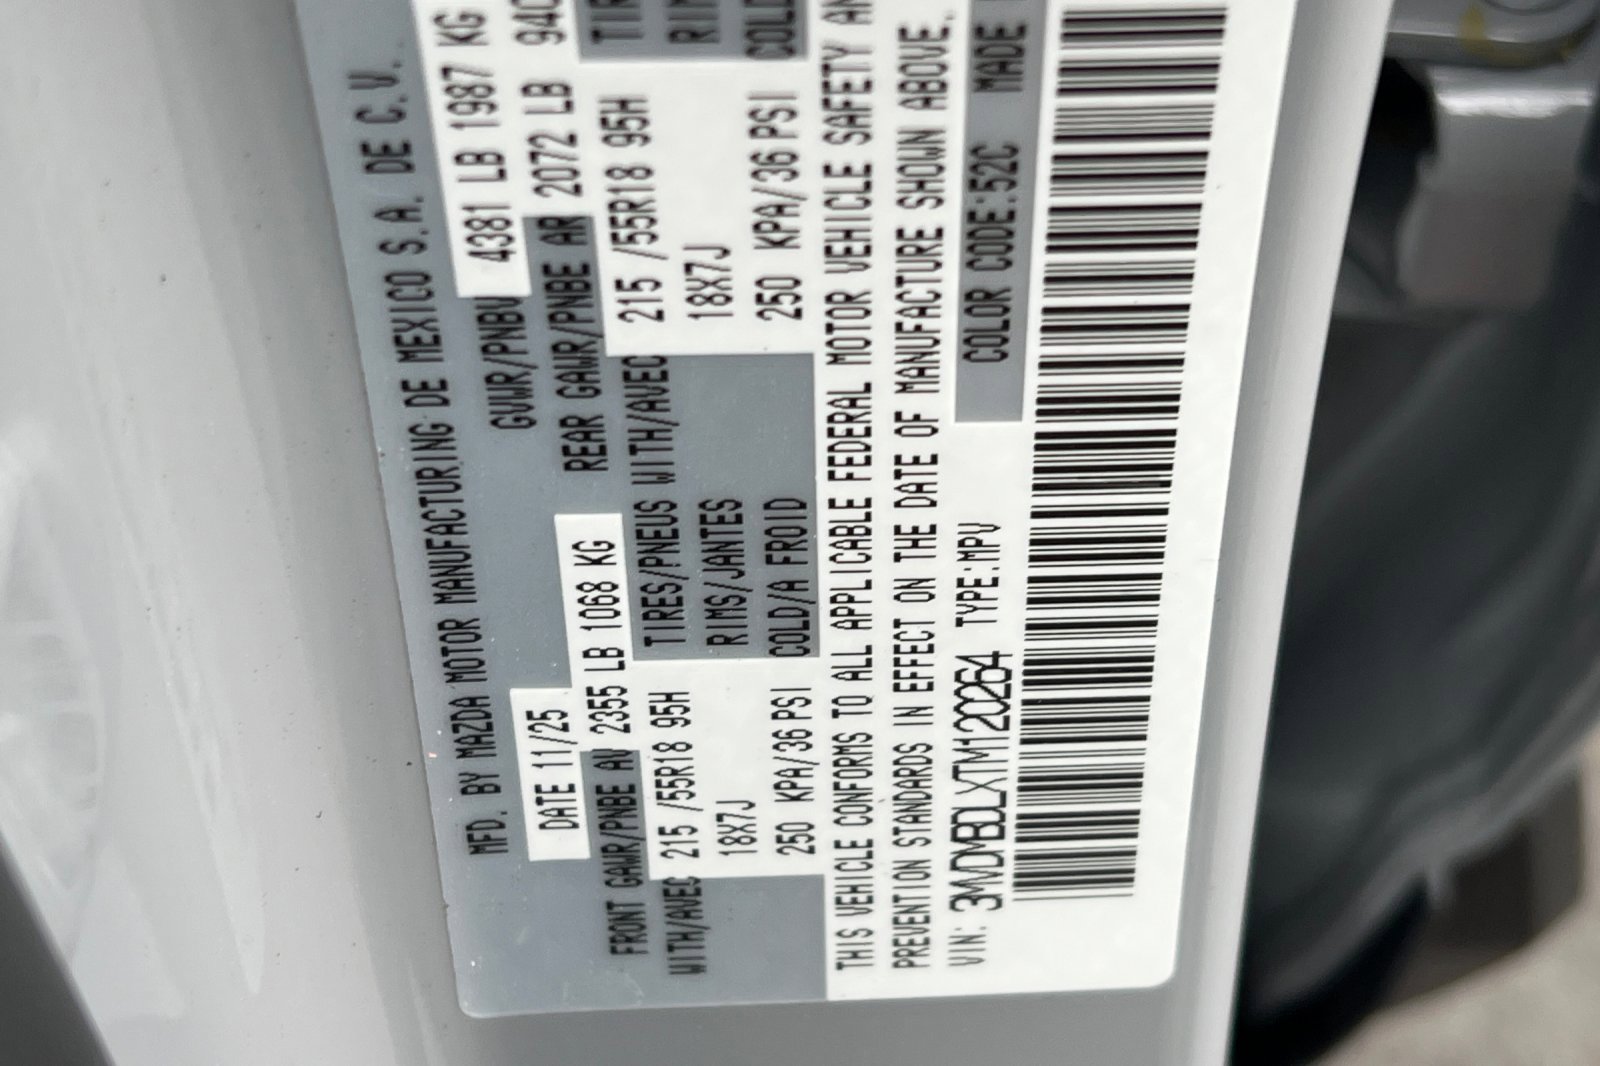 MFD. BY MAZDA MOTOR MANUFACTURING DE MEXICO S.A. DE C.V.
DATE 11/25 GVWR/PNBV 4381 LB 1987 KG
FRONT GAWR/PNBE AV 2355 LB 1068 KG REAR GAWR/PNBE AR 2072 LB 940
WITH/AVEC 215 /55R18 95H TIRES/PNEUS WITH/AVEC 215 /55R18 95H TIR
18X7J RIMS/JANTES 18X7J RIM
250 KPA/36 PSI COLD/A FROID 250 KPA/36 PSI COLD
THIS VEHICLE CONFORMS TO ALL APPLICABLE FEDERAL MOTOR VEHICLE SAFETY AN
PREVENTION STANDARDS IN EFFECT ON THE DATE OF MANUFACTURE SHOWN ABOVE.
VIN: 3MVDMBDLXTM120264 TYPE:MPV COLOR CODE:52C MADE